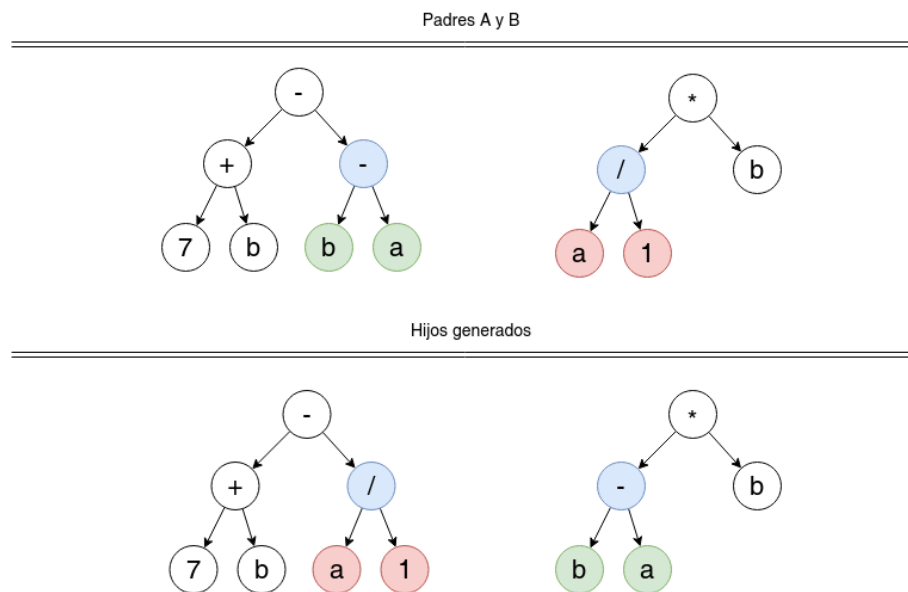 Padres A y B
- *
+ - / b
7 b b a a 1
Hijos generados
- *
+ / - b
7 b a 1 b a